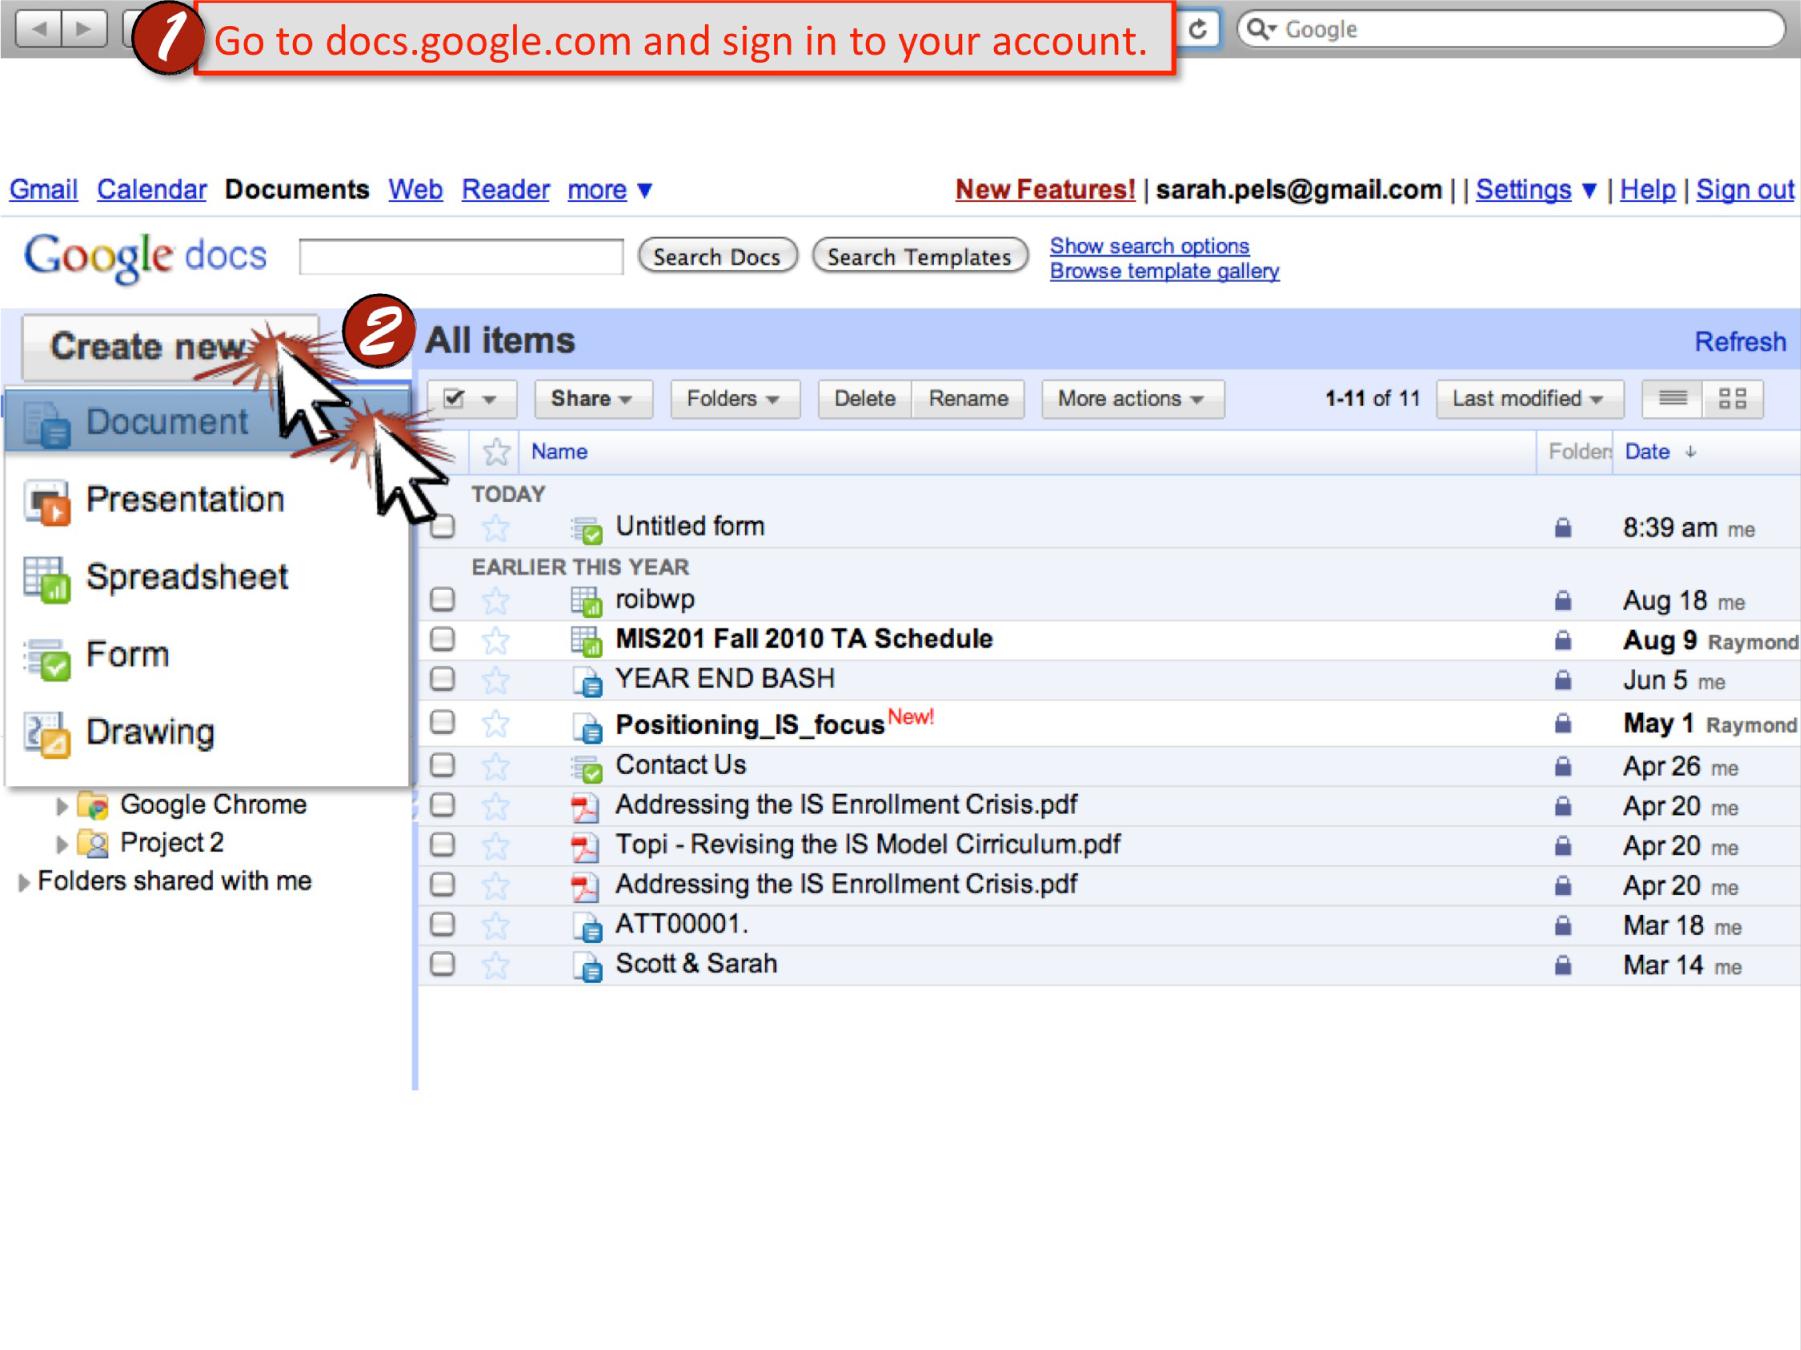 1 Go to docs.google.com and sign in to your account.
Google
Gmail Calendar Documents Web Reader more ▼
New Features! | sarah.pels@gmail.com | | Settings ▼ | Help | Sign out
Google docs Search Docs Search Templates
Show search options
Browse template gallery
Create new 2 All items Refresh
Share Folders Delete Rename More actions 1-11 of 11 Last modified
Name Folders Date ↓
Document
Presentation
Spreadsheet
Form
Drawing
Google Chrome
Project 2
Folders shared with me
TODAY
Untitled form 8:39 am me
EARLIER THIS YEAR
roibwp Aug 18 me
MIS201 Fall 2010 TA Schedule Aug 9 Raymond
YEAR END BASH Jun 5 me
Positioning_IS_focus New! May 1 Raymond
Contact Us Apr 26 me
Addressing the IS Enrollment Crisis.pdf Apr 20 me
Topi - Revising the IS Model Cirriculum.pdf Apr 20 me
Addressing the IS Enrollment Crisis.pdf Apr 20 me
ATT00001. Mar 18 me
Scott & Sarah Mar 14 me